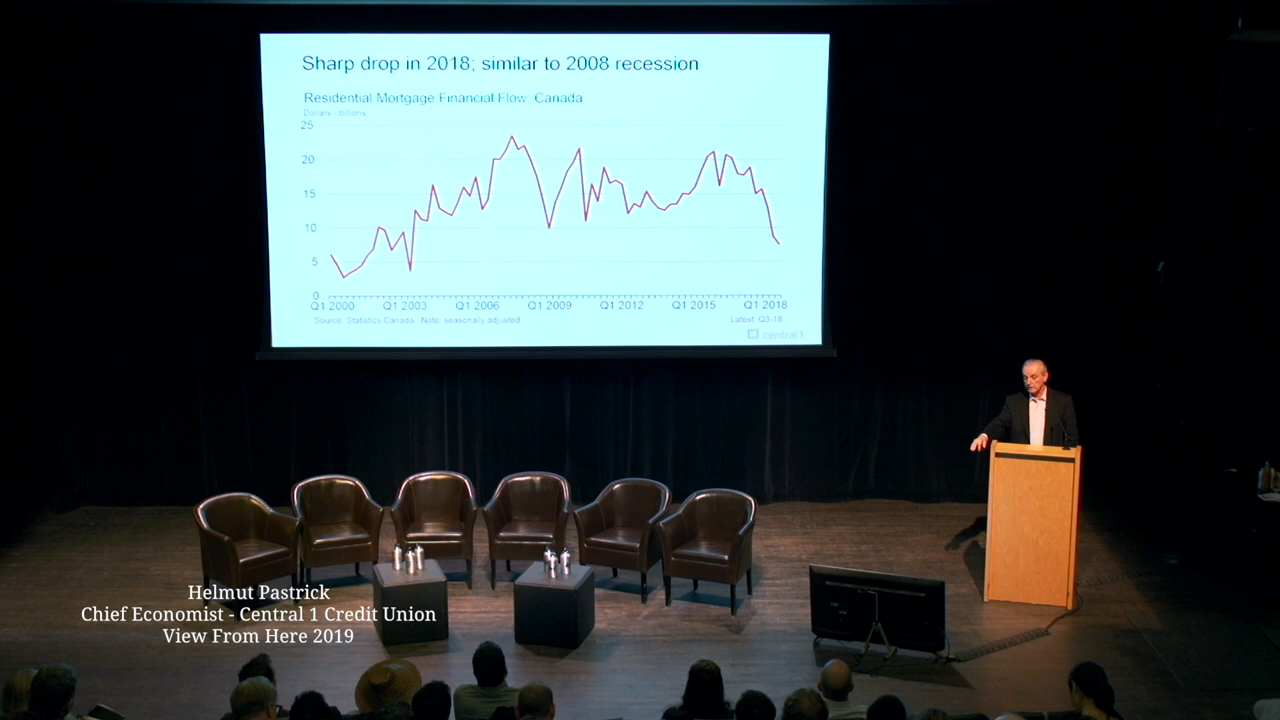 Sharp drop in 2018; similar to 2008 recession
Residential Mortgage Financial Flow: Canada
Dollars - billions
25
20
15
10
5
0
Q1 2000 Q1 2003 Q1 2006 Q1 2009 Q1 2012 Q1 2015 Q1 2018
Source: Statistics Canada Note: seasonally adjusted
Latest: Q3-18
central1
Helmut Pastrick
Chief Economist - Central 1 Credit Union
View From Here 2019